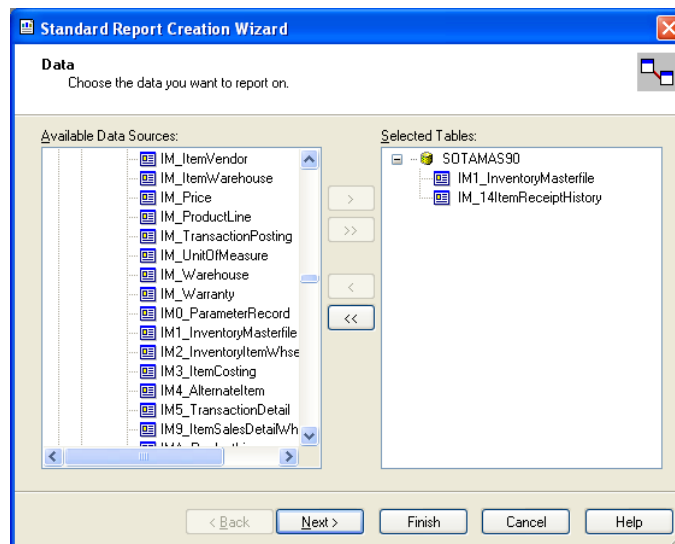 Standard Report Creation Wizard
Data
Choose the data you want to report on.
Available Data Sources:
IM_ItemVendor
IM_ItemWarehouse
IM_Price
IM_ProductLine
IM_TransactionPosting
IM_UnitOfMeasure
IM_Warehouse
IM_Warranty
IM0_ParameterRecord
IM1_InventoryMasterfile
IM2_InventoryItemWhse
IM3_ItemCosting
IM4_AlternateItem
IM5_TransactionDetail
IM9_ItemSalesDetailWh
>
>>
<
<<
Selected Tables:
SOTAMAS90
IM1_InventoryMasterfile
IM_14ItemReceiptHistory
< Back
Next >
Finish
Cancel
Help